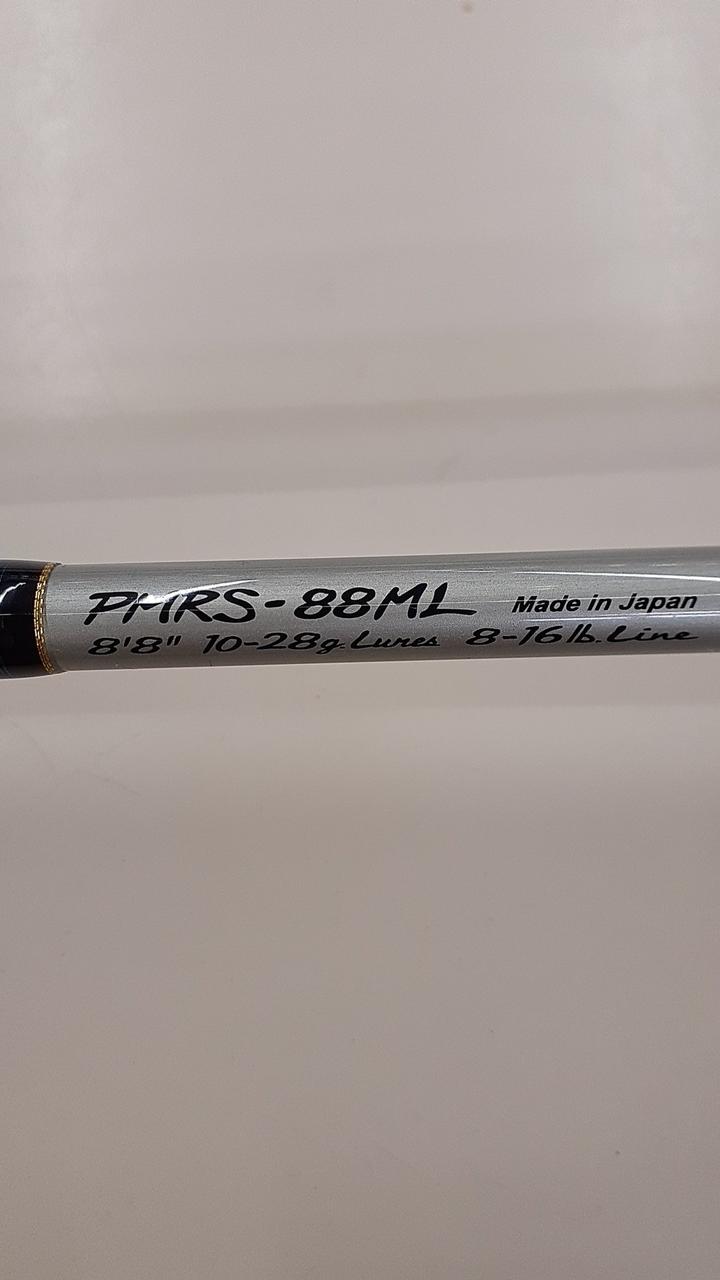 PMRS-88ML Made in Japan
8'8" 10-28g.Lures 8-16lb.Line